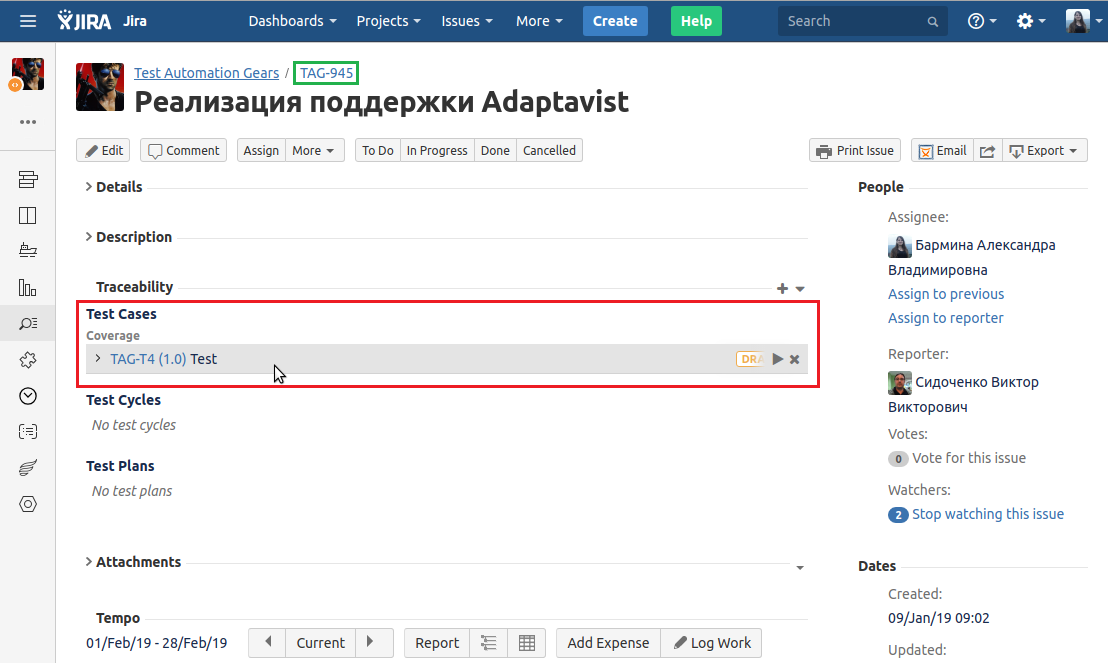 JIRA Jira Dashboards Projects Issues More Create Help Search
Test Automation Gears / TAG-945
Реализация поддержки Adaptavist
Edit Comment Assign More To Do In Progress Done Cancelled Print Issue Email Export
Details
Description
Traceability
Test Cases
Coverage
TAG-T4 (1.0) Test DRA
Test Cycles
No test cycles
Test Plans
No test plans
Attachments
Tempo
01/Feb/19 - 28/Feb/19 Current Report Add Expense Log Work
People
Assignee:
Бармина Александра
Владимировна
Assign to previous
Assign to reporter
Reporter:
Сидоченко Виктор
Викторович
Votes:
0 Vote for this issue
Watchers:
2 Stop watching this issue
Dates
Created:
09/Jan/19 09:02
Updated: